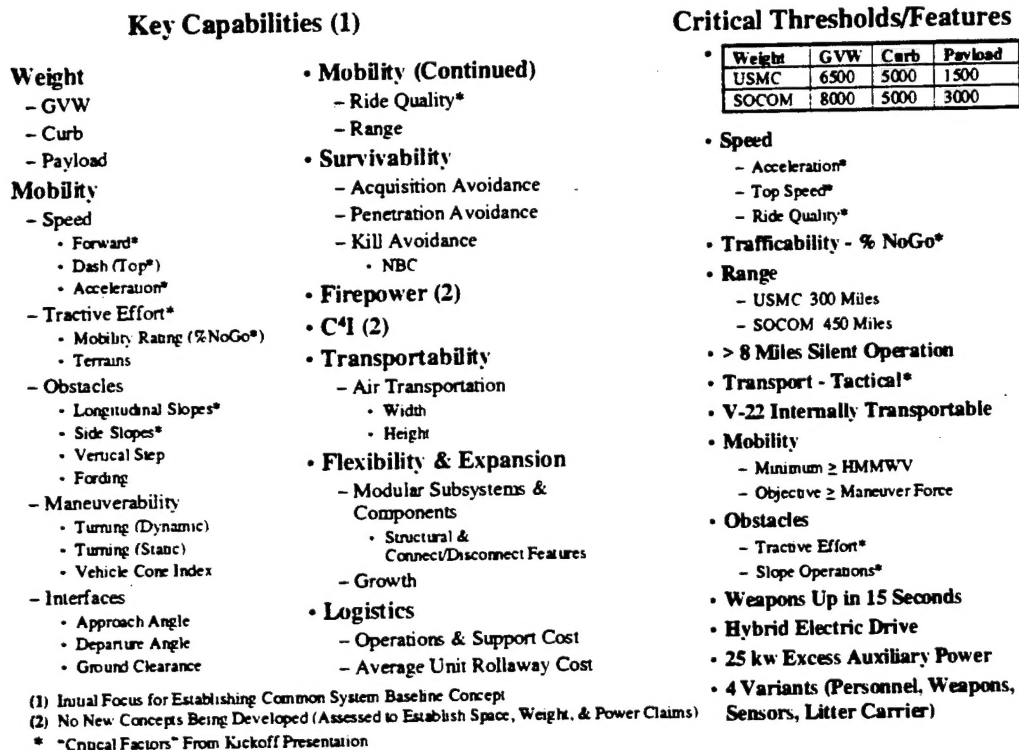 Key Capabilities (1)
Weight
– GVW
– Curb
– Payload
Mobility
– Speed
• Forward*
• Dash (Top*)
• Acceleration*
– Tractive Effort*
• Mobility Rating (%NoGo*)
• Terrains
– Obstacles
• Longitudinal Slopes*
• Side Slopes*
• Vertical Step
• Fording
– Maneuverability
• Turning (Dynamic)
• Turning (Static)
• Vehicle Cone Index
– Interfaces
• Approach Angle
• Departure Angle
• Ground Clearance
• Mobility (Continued)
– Ride Quality*
– Range
• Survivability
– Acquisition Avoidance
– Penetration Avoidance
– Kill Avoidance
• NBC
• Firepower (2)
• C⁴I (2)
• Transportability
– Air Transportation
• Width
• Height
• Flexibility & Expansion
– Modular Subsystems &
Components
• Structural &
Connect/Disconnect Features
– Growth
• Logistics
– Operations & Support Cost
– Average Unit Rollaway Cost
Critical Thresholds/Features
• Weight GVW Curb Payload
USMC 6500 5000 1500
SOCOM 8000 5000 3000
• Speed
– Acceleration*
– Top Speed*
– Ride Quality*
• Trafficability - % NoGo*
• Range
– USMC 300 Miles
– SOCOM 450 Miles
• > 8 Miles Silent Operation
• Transport - Tactical*
• V-22 Internally Transportable
• Mobility
– Minimum ≥ HMMWV
– Objective ≥ Maneuver Force
• Obstacles
– Tractive Effort*
– Slope Operations*
• Weapons Up in 15 Seconds
• Hybrid Electric Drive
• 25 kw Excess Auxiliary Power
• 4 Variants (Personnel, Weapons,
Sensors, Litter Carrier)
(1) Initial Focus for Establishing Common System Baseline Concept
(2) No New Concepts Being Developed (Assessed to Establish Space, Weight, & Power Claims)
* "Critical Factors" From Kickoff Presentation